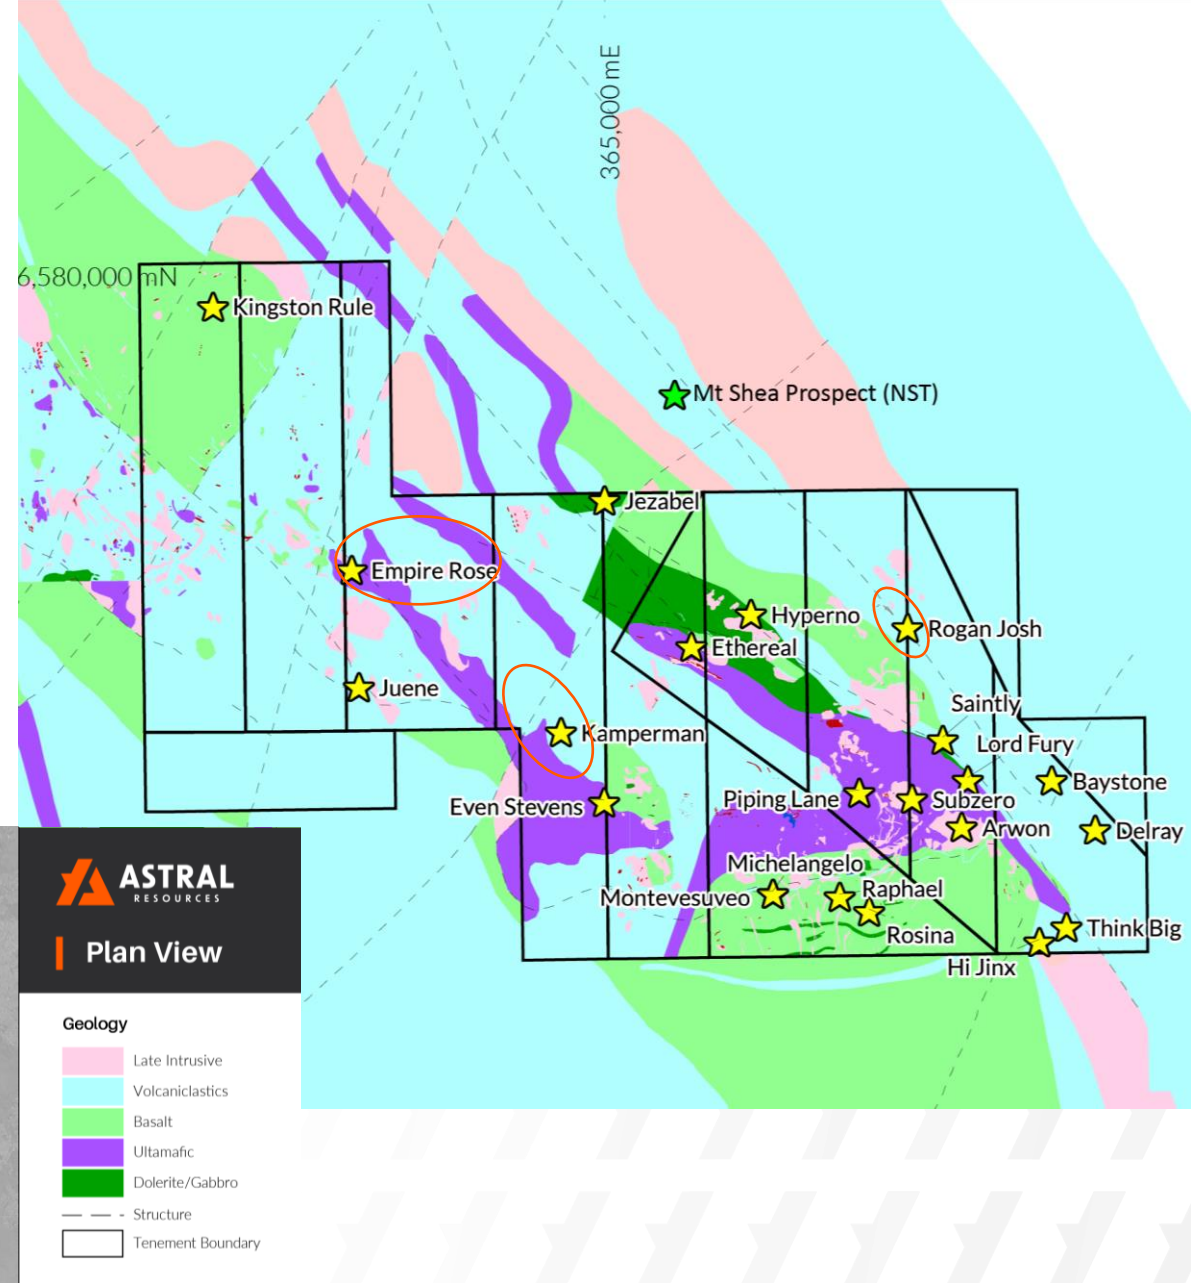 365,000 mE
6,580,000 mN
Kingston Rule
Mt Shea Prospect (NST)
Jezabel
Empire Rose
Hyperno
Rogan Josh
Ethereal
Juene
Saintly
Kamperman
Lord Fury
Baystone
Even Stevens
Piping Lane
Subzero
Arwon
Delray
Michelangelo
Montevesuveo
Raphael
Rosina
Think Big
Hi Jinx
ASTRAL
RESOURCES
Plan View
Geology
Late Intrusive
Volcaniclastics
Basalt
Ultamafic
Dolerite/Gabbro
Structure
Tenement Boundary